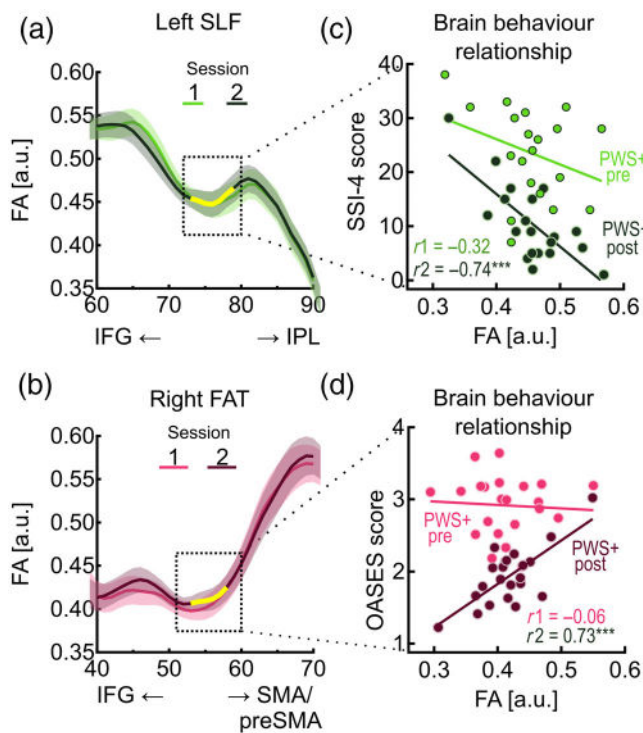 (a)
Left SLF
Session
1 2
FA [a.u.]
0.60
0.55
0.50
0.45
0.40
0.35
60 70 80 90
IFG ← → IPL
(c)
Brain behaviour
relationship
SSI-4 score
40
30
20
10
0
PWS+
pre
PWS+
post
r1 = −0.32
r2 = −0.74***
0.3 0.4 0.5 0.6
FA [a.u.]
(b)
Right FAT
Session
1 2
FA [a.u.]
0.60
0.55
0.50
0.45
0.40
0.35
40 50 60 70
IFG ← → SMA/
preSMA
(d)
Brain behaviour
relationship
OASES score
4
3
2
1
PWS+
pre
PWS+
post
r1 = −0.06
r2 = 0.73***
0.3 0.4 0.5 0.6
FA [a.u.]